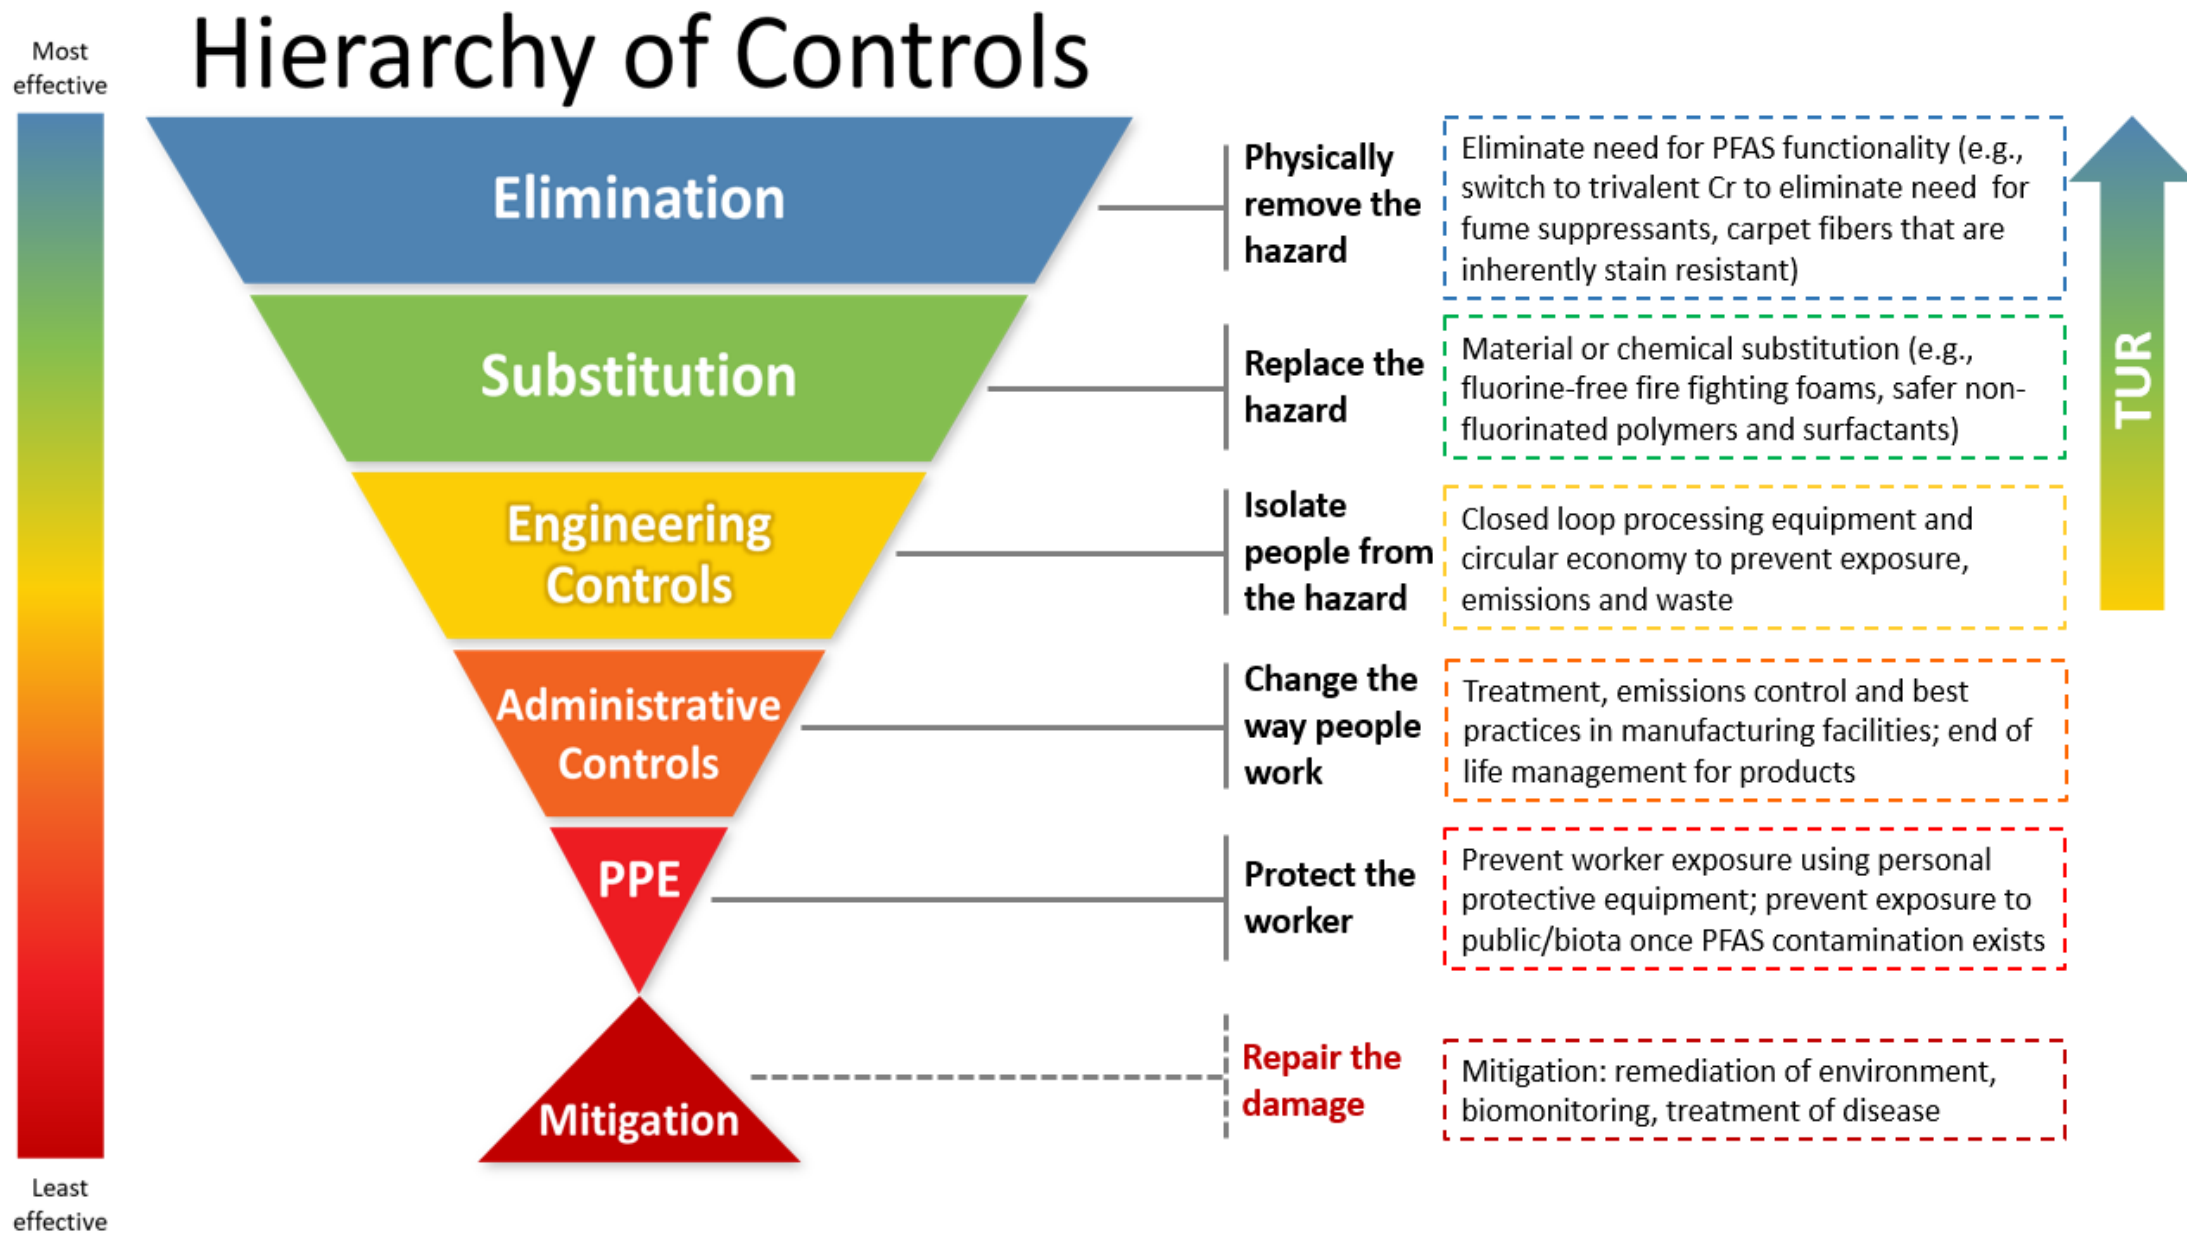 Hierarchy of Controls
Most
effective
Elimination
Physically
remove the
hazard
Eliminate need for PFAS functionality (e.g.,
switch to trivalent Cr to eliminate need for
fume suppressants, carpet fibers that are
inherently stain resistant)
Substitution
Replace the
hazard
Material or chemical substitution (e.g.,
fluorine-free fire fighting foams, safer non-
fluorinated polymers and surfactants)
TUR
Engineering
Controls
Isolate
people from
the hazard
Closed loop processing equipment and
circular economy to prevent exposure,
emissions and waste
Administrative
Controls
Change the
way people
work
Treatment, emissions control and best
practices in manufacturing facilities; end of
life management for products
PPE
Protect the
worker
Prevent worker exposure using personal
protective equipment; prevent exposure to
public/biota once PFAS contamination exists
Mitigation
Repair the
damage
Mitigation: remediation of environment,
biomonitoring, treatment of disease
Least
effective